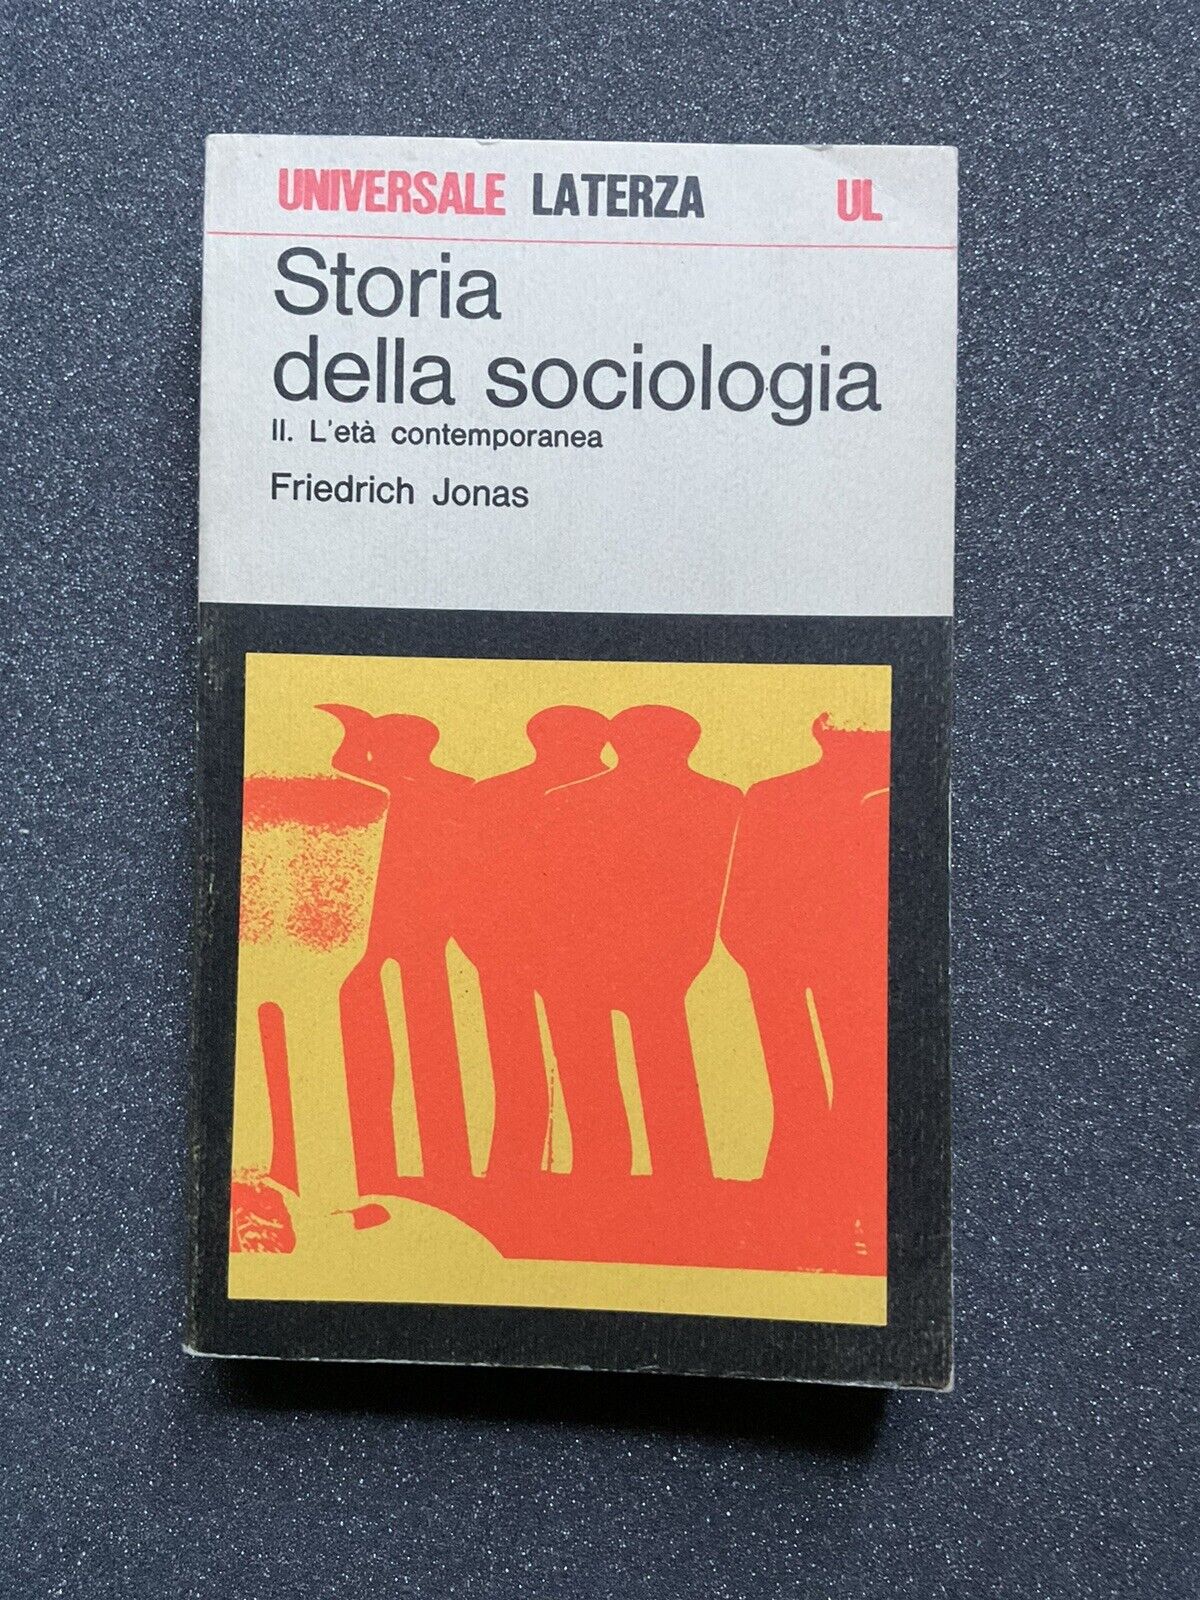 UNIVERSALE LATERZA UL
Storia
della sociologia
II. L'età contemporanea
Friedrich Jonas